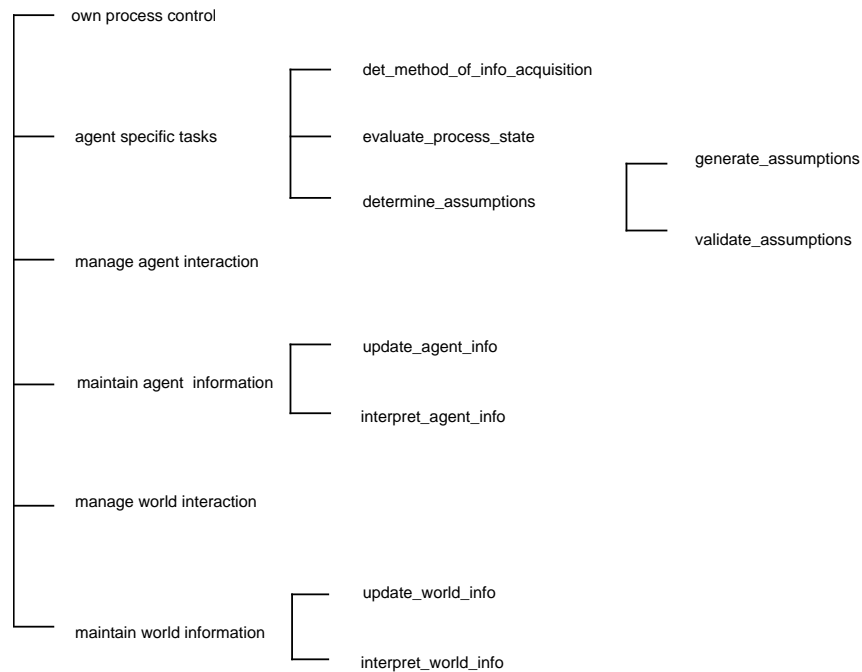 own process control
det_method_of_info_acquisition
agent specific tasks
evaluate_process_state
generate_assumptions
determine_assumptions
validate_assumptions
manage agent interaction
update_agent_info
maintain agent information
interpret_agent_info
manage world interaction
update_world_info
maintain world information
interpret_world_info